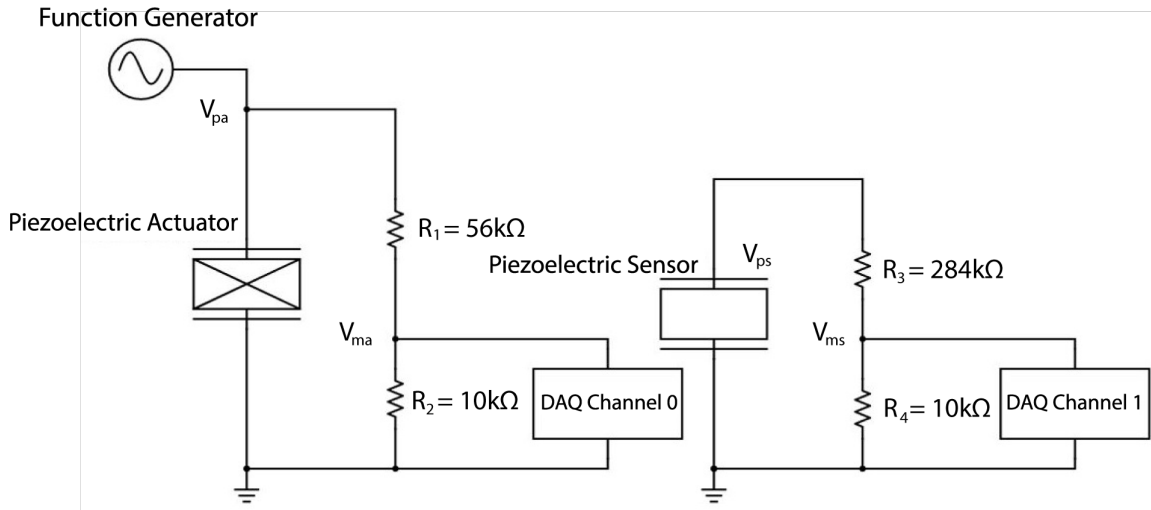 Function Generator
Vpa
Piezoelectric Actuator
R1= 56kΩ
Vma
R2= 10kΩ
DAQ Channel 0
Piezoelectric Sensor
Vps
R3= 284kΩ
Vms
R4= 10kΩ
DAQ Channel 1